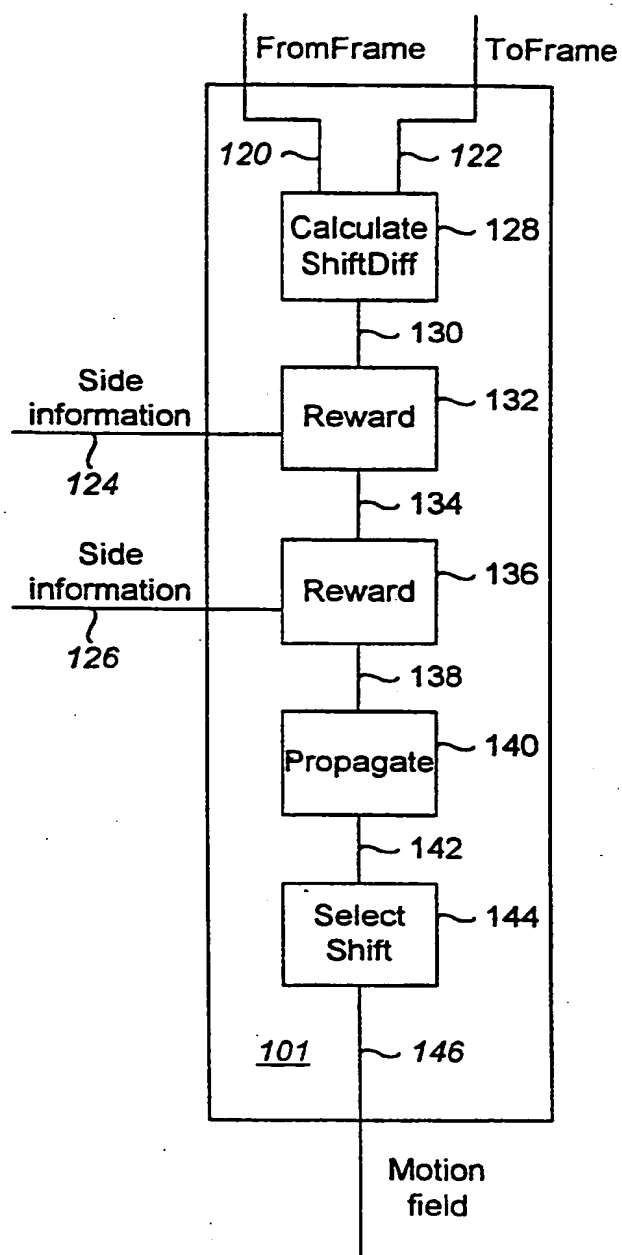 FromFrame ToFrame
120 122
Calculate
ShiftDiff
128
130
Side
information
124
Reward
132
134
Side
information
126
Reward
136
138
Propagate
140
142
Select
Shift
144
101
146
Motion
field